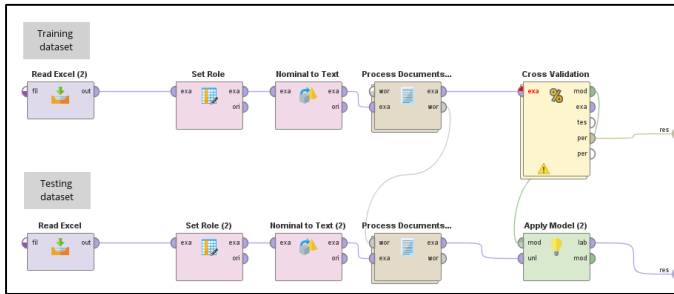 Training
dataset
Read Excel (2)
Set Role
Nominal to Text
Process Documents...
Cross Validation
fil out
exa exa
ori
exa exa
ori
wor exa
exa wor
exa mod
exa
tes
per
per
res
Testing
dataset
Read Excel
Set Role (2)
Nominal to Text (2)
Process Documents...
Apply Model (2)
fil out
exa exa
ori
exa exa
ori
wor exa
exa wor
mod lab
unl mod
res